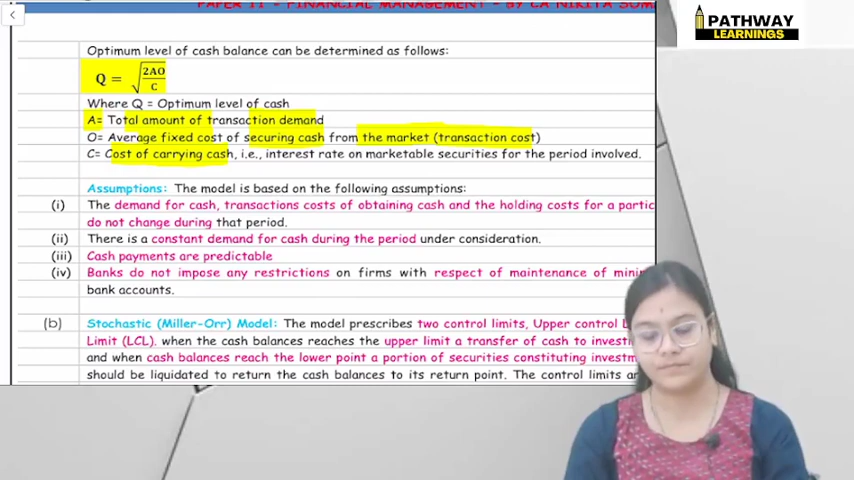 PAPER 11 - FINANCIAL MANAGEMENT - BY CA NIKITA
PATHWAY
LEARNINGS
Optimum level of cash balance can be determined as follows:
Q = √2AO/C
Where Q = Optimum level of cash
A= Total amount of transaction demand
O= Average fixed cost of securing cash from the market (transaction cost)
C= Cost of carrying cash, i.e., interest rate on marketable securities for the period involved.
Assumptions: The model is based on the following assumptions:
(i) The demand for cash, transactions costs of obtaining cash and the holding costs for a partic
do not change during that period.
(ii) There is a constant demand for cash during the period under consideration.
(iii) Cash payments are predictable
(iv) Banks do not impose any restrictions on firms with respect of maintenance of mini
bank accounts.
(b) Stochastic (Miller-Orr) Model: The model prescribes two control limits, Upper control
Limit (LCL). when the cash balances reaches the upper limit a transfer of cash to
and when cash balances reach the lower point a portion of securities constituting
should be liquidated to return the cash balances to its return point. The control limits